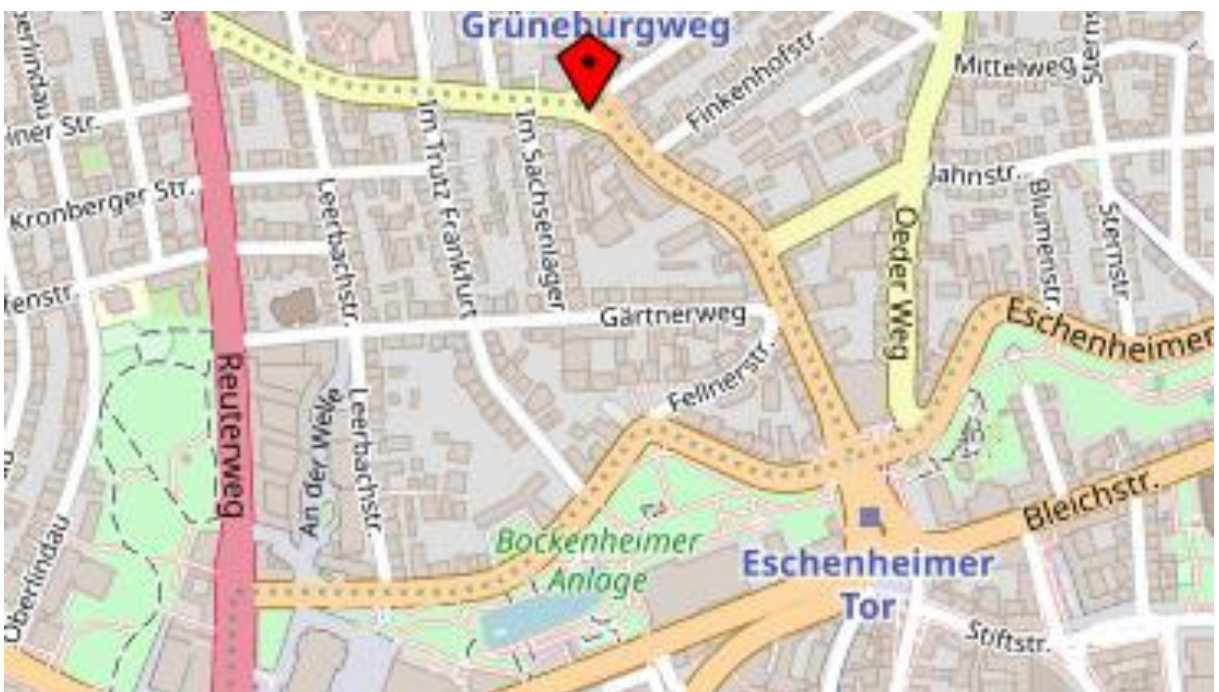 Oberlindau
Grüneburgweg
Finkenhofstr.
Mittelweg
Im Trutz Frankfurt
Im Sachsenlager
Jahnstr.
Kronberger Str.
Leerbachstr.
Blumenstr.
Sternstr.
Oeder Weg
Gärtnerweg
Eschenheimer
Reuterweg
Fellnerstr.
An der Welle
Leerbachstr.
Bleichstr.
Bockenheimer
Anlage
Eschenheimer
Tor
Oberlindau
Stiftstr.